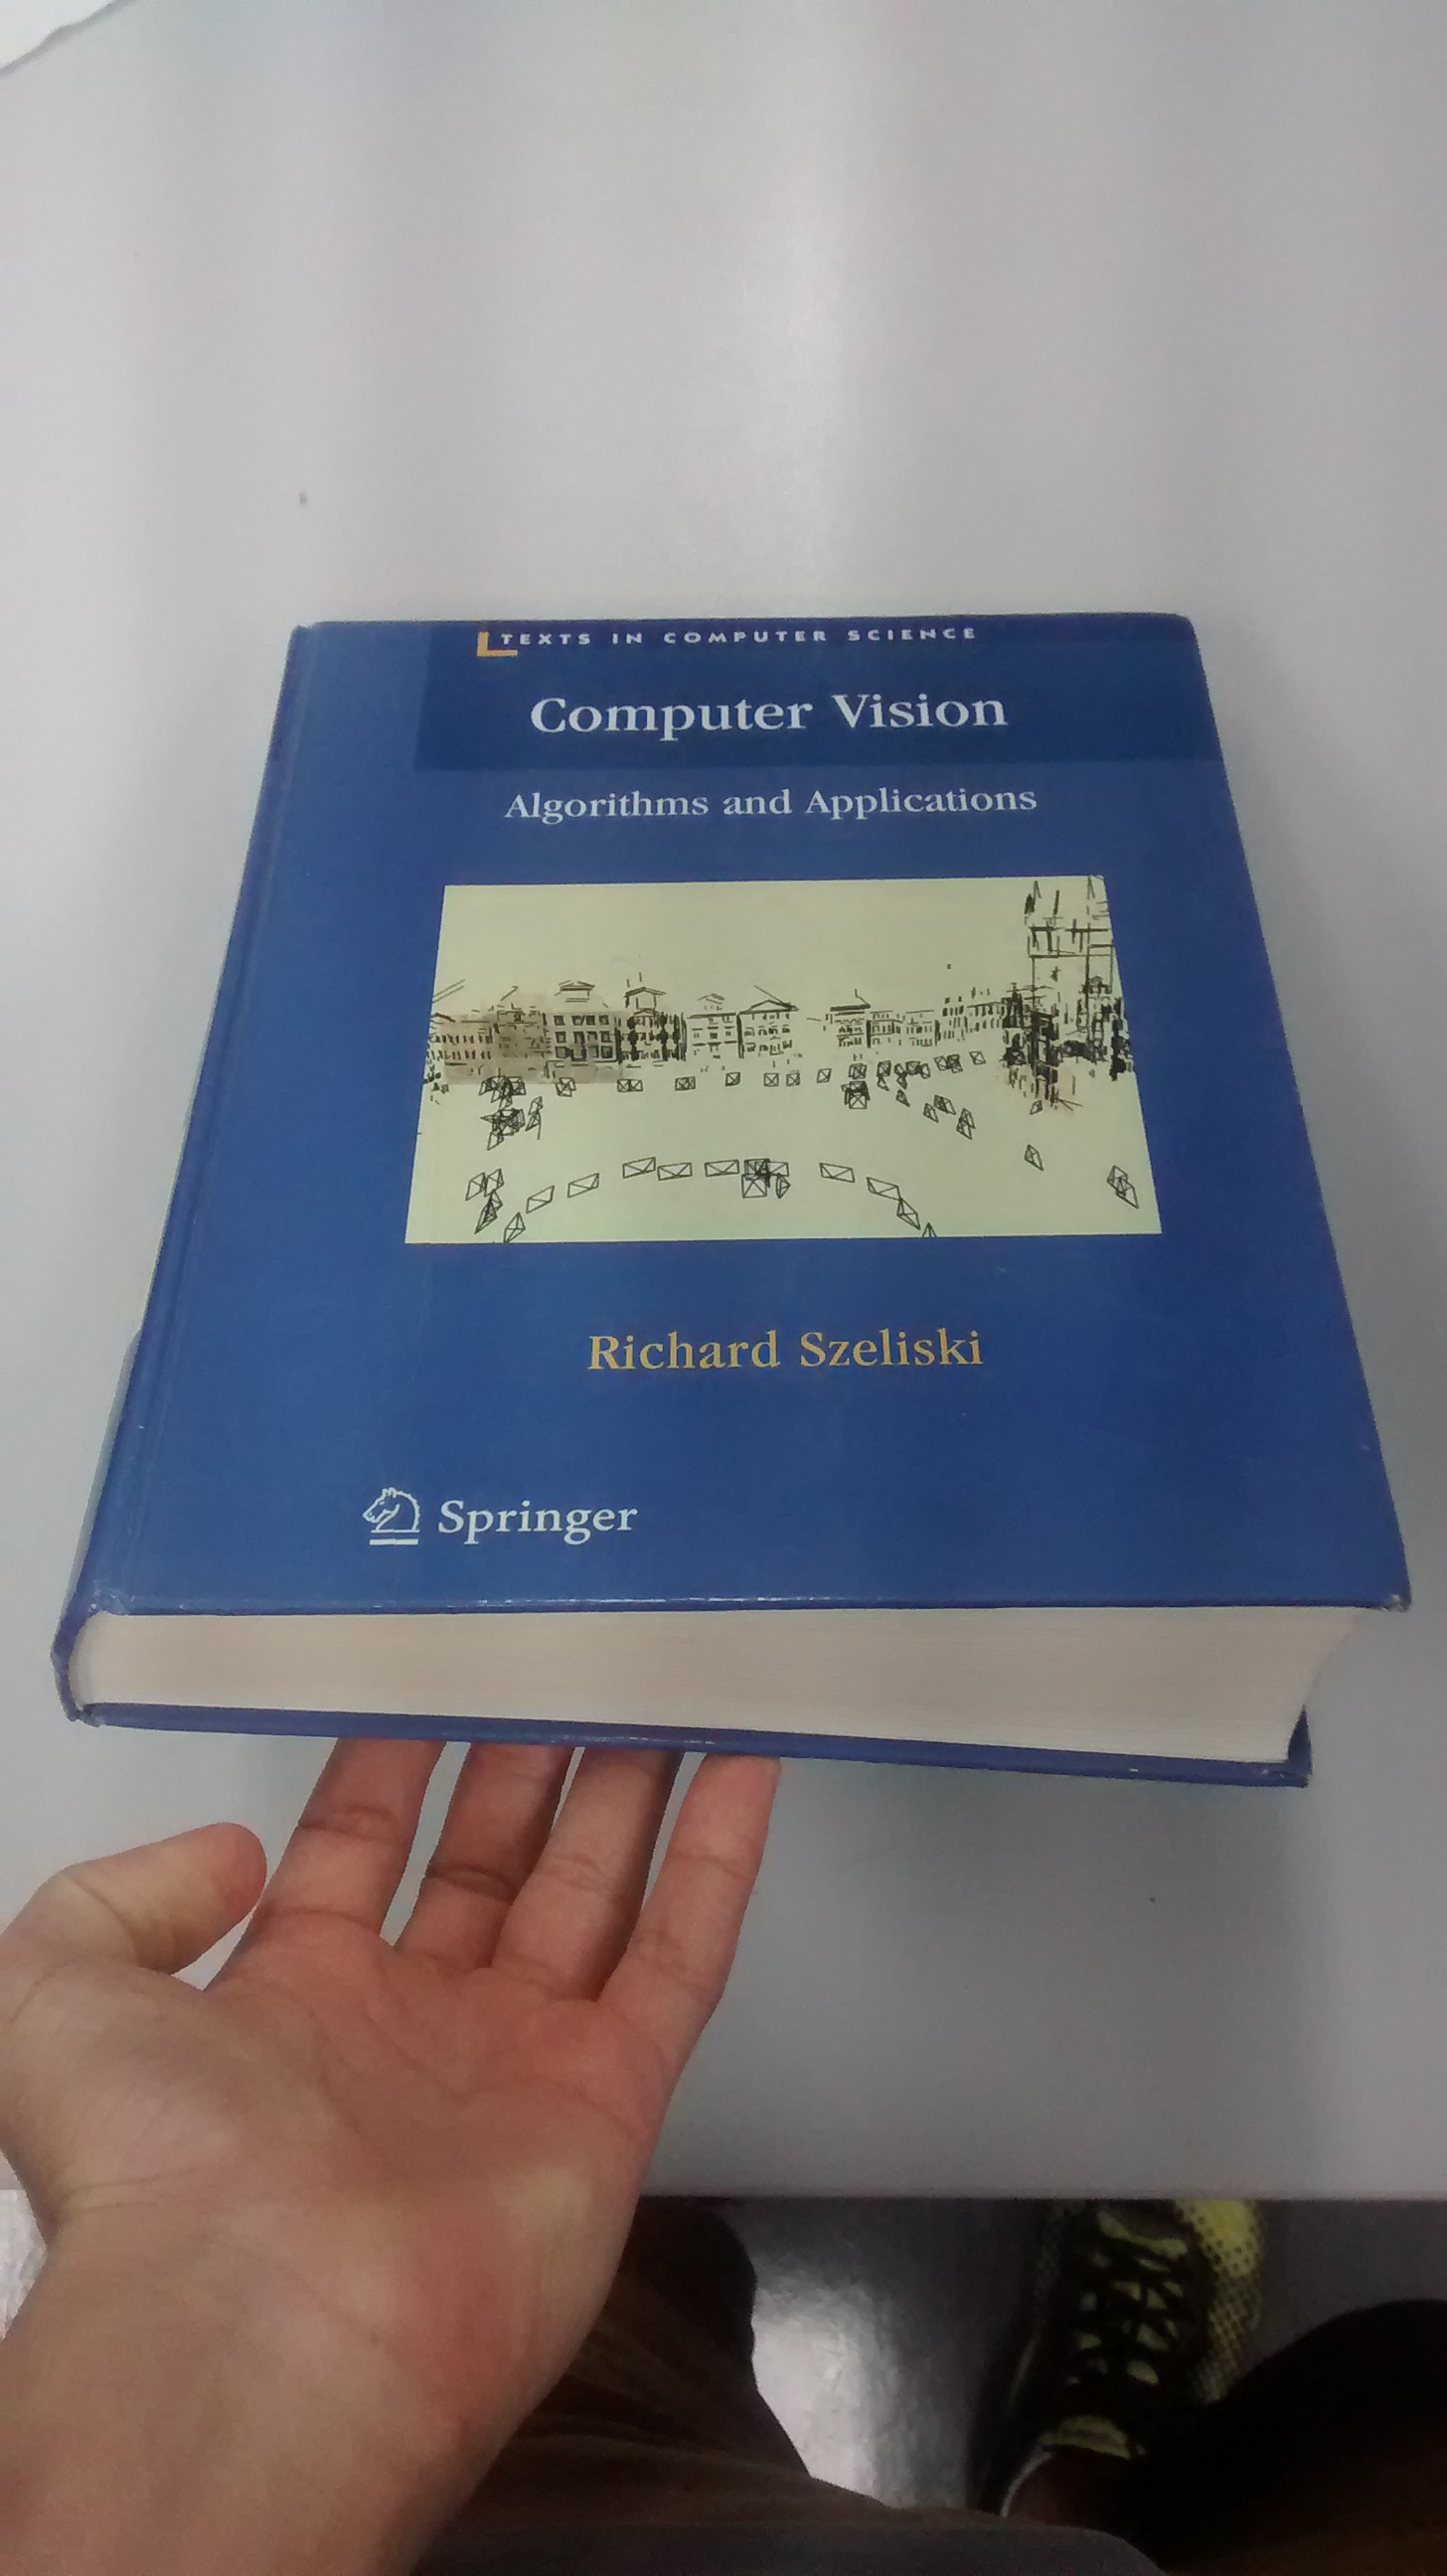 TEXTS IN COMPUTER SCIENCE
Computer Vision
Algorithms and Applications
Richard Szeliski
Springer